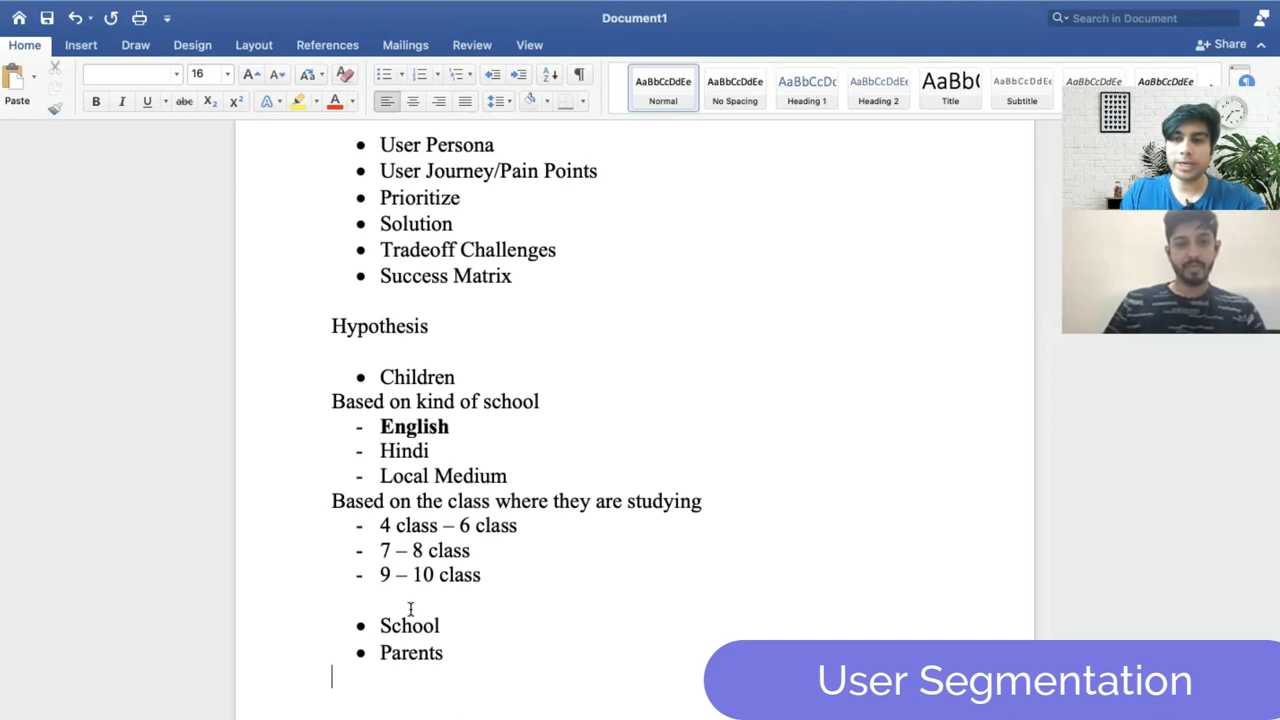 Document1
Search in Document
Home Insert Draw Design Layout References Mailings Review View
Share
Paste
16
AaBbCcDdEe AaBbCcDdEe AaBbCcDc AaBbCcDdEe AaBb( AaBbCcDdEe AaBbCcDdEe AaBbCcDdEe
Normal No Spacing Heading 1 Heading 2 Title Subtitle
• User Persona
• User Journey/Pain Points
• Prioritize
• Solution
• Tradeoff Challenges
• Success Matrix
Hypothesis
• Children
Based on kind of school
- English
- Hindi
- Local Medium
Based on the class where they are studying
- 4 class – 6 class
- 7 – 8 class
- 9 – 10 class
• School
• Parents
User Segmentation